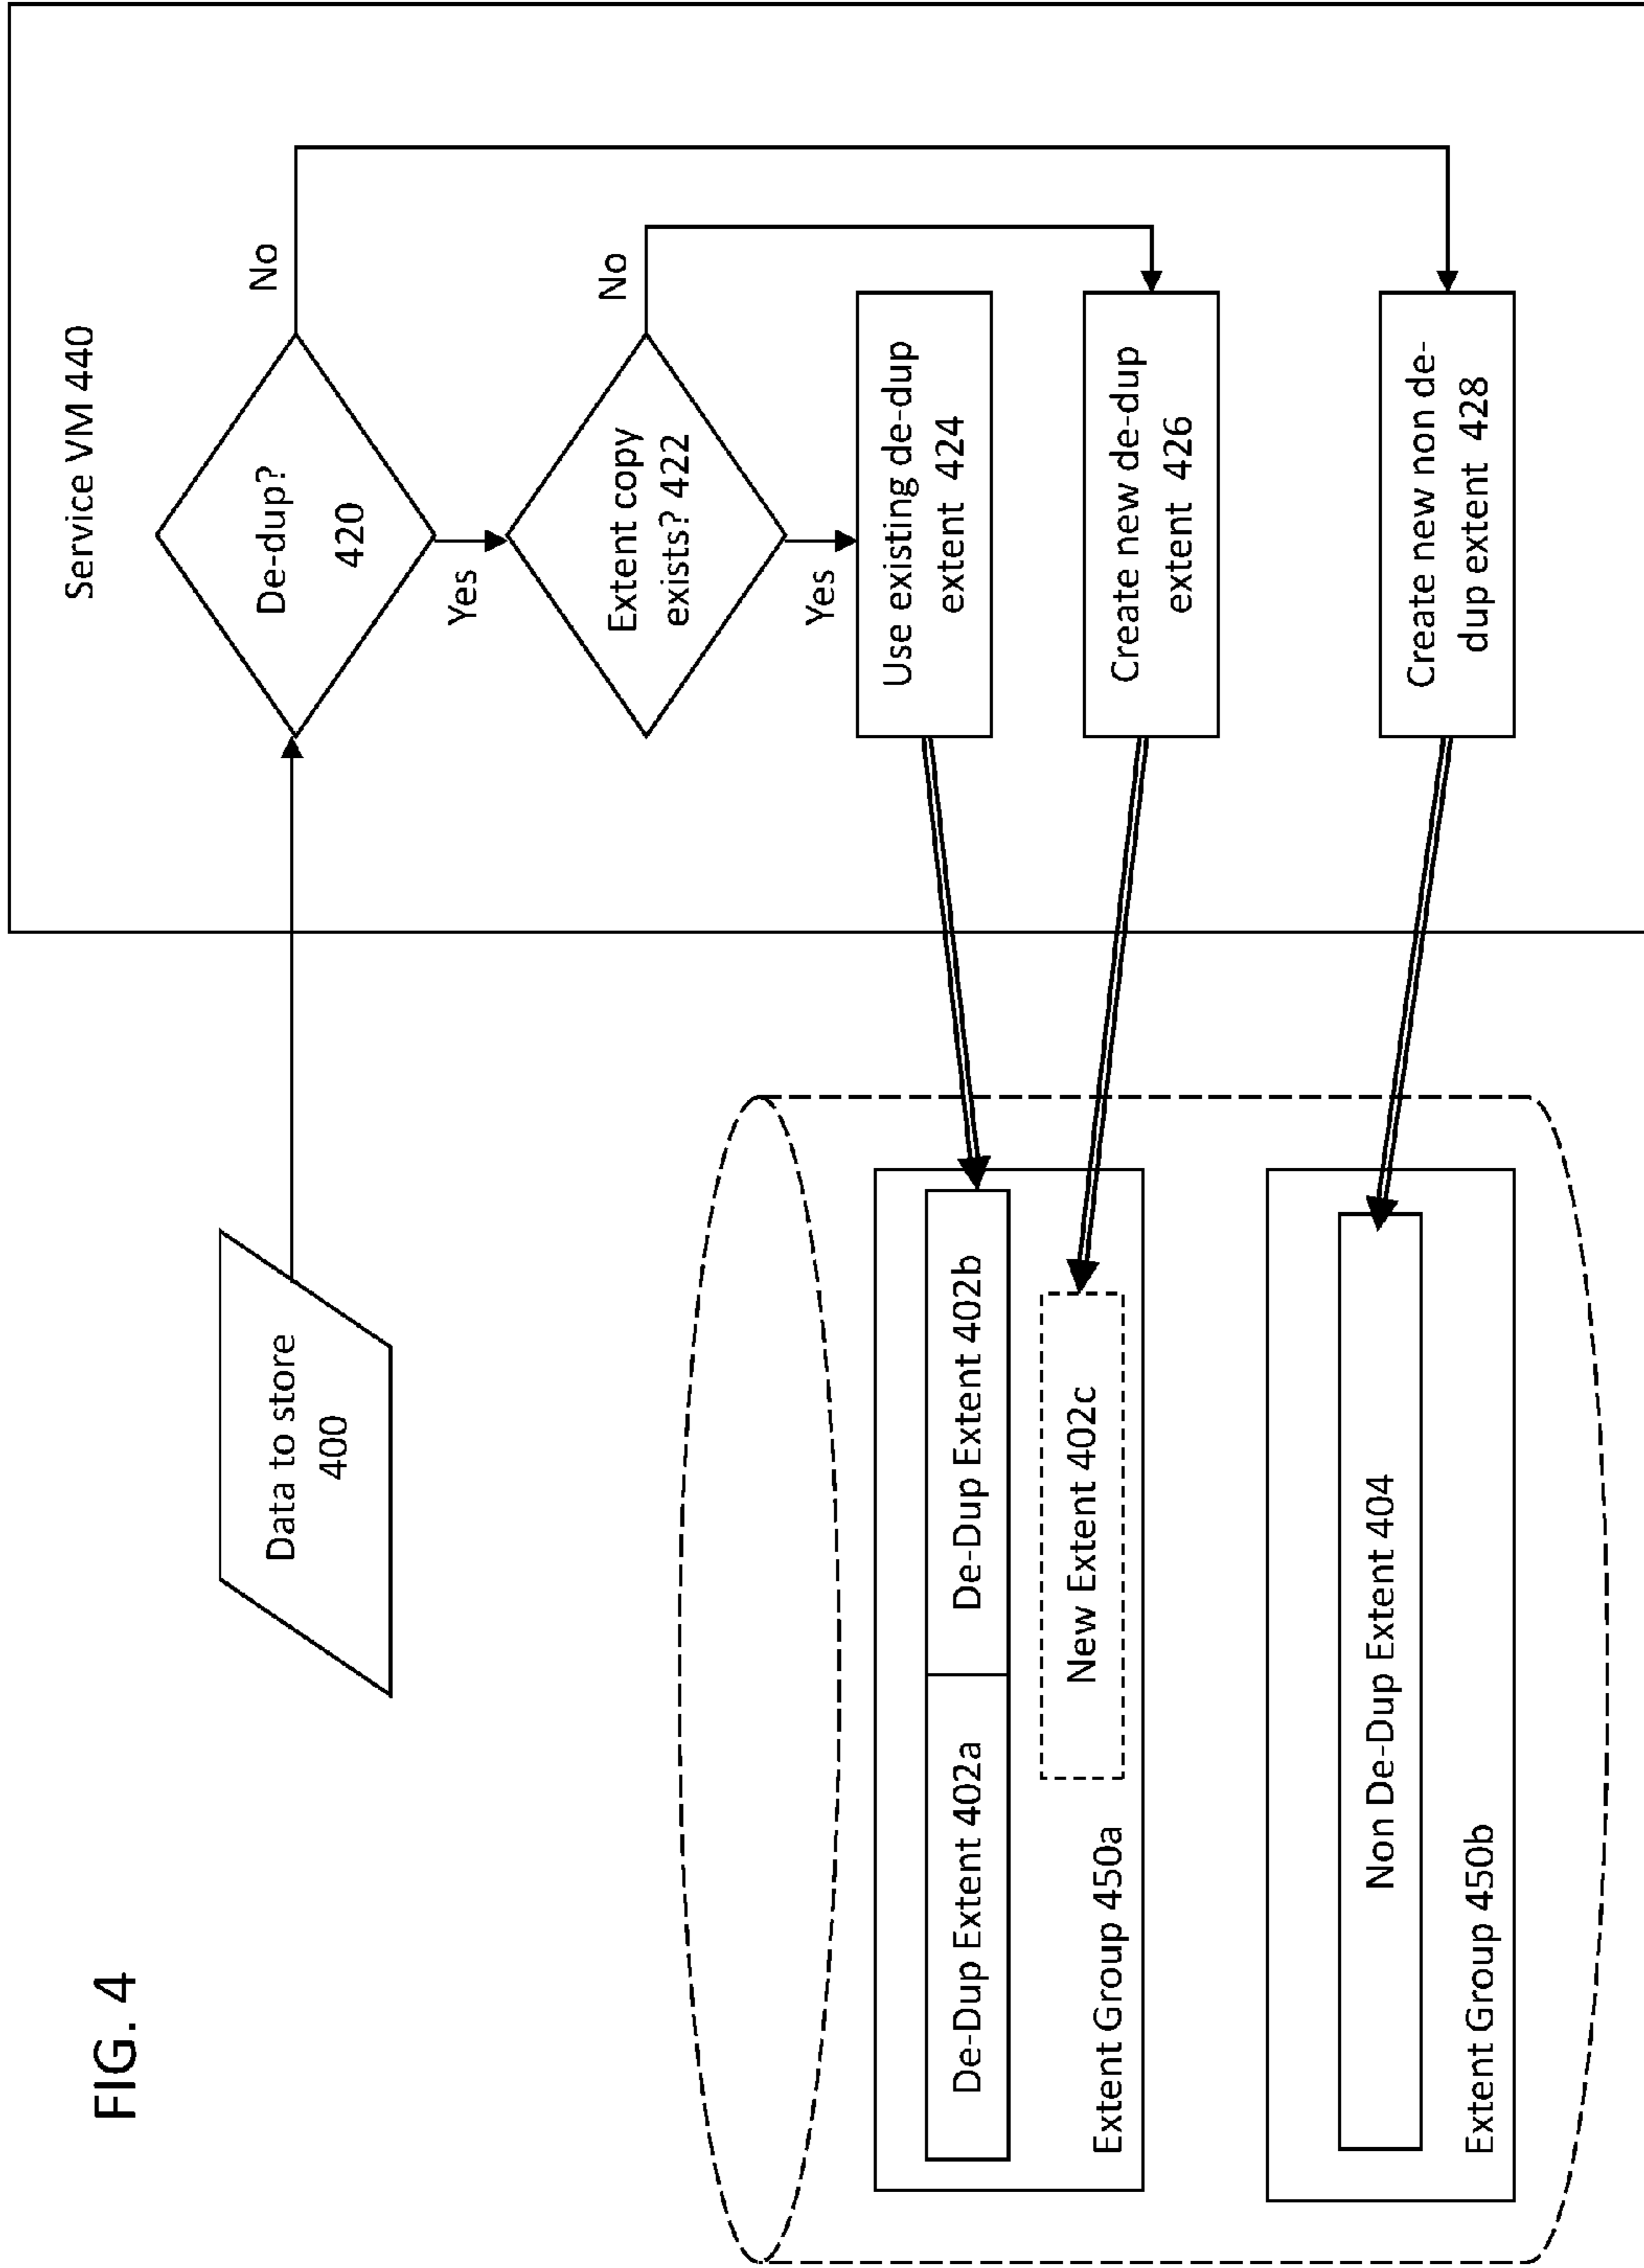 FIG. 4
Data to store
400
Service VM 440
De-dup?
420
No
Yes
Extent copy
exists? 422
No
Yes
Use existing de-dup
extent 424
Create new de-dup
extent 426
Create new non de-
dup extent 428
De-Dup Extent 402a
De-Dup Extent 402b
New Extent 402c
Extent Group 450a
Non De-Dup Extent 404
Extent Group 450b